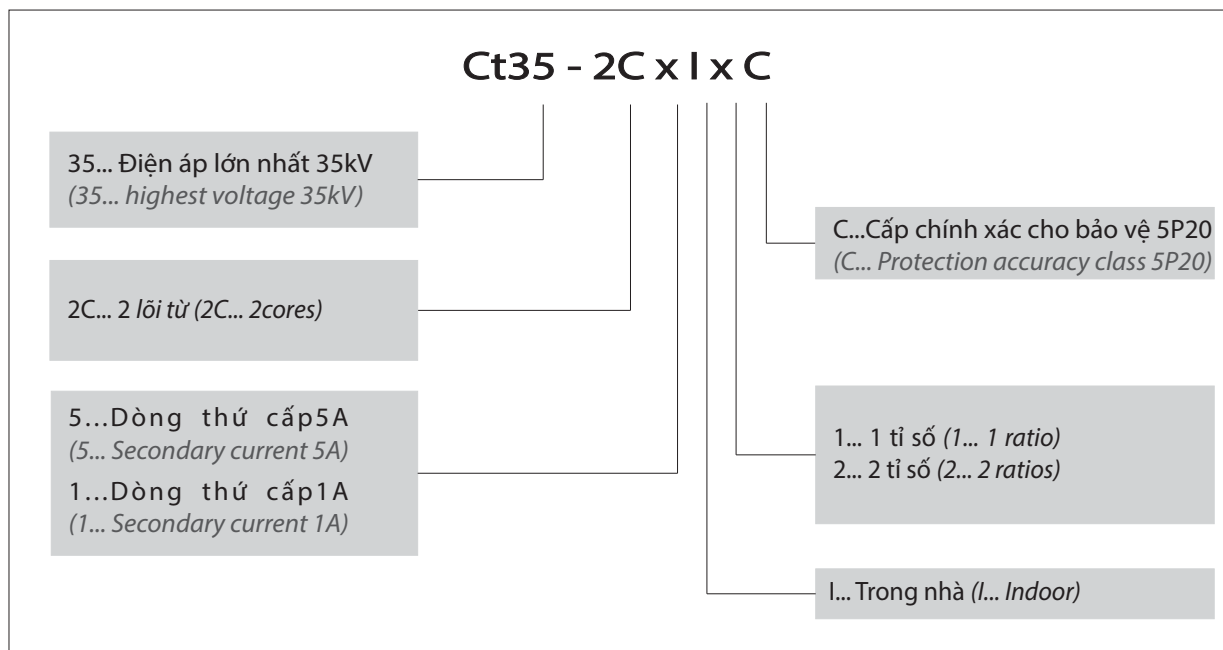 Ct35 - 2C x I x C
35... Điện áp lớn nhất 35kV
(35... highest voltage 35kV)
2C... 2 lõi từ (2C... 2cores)
5...Dòng thứ cấp5A
(5... Secondary current 5A)
1...Dòng thứ cấp1A
(1... Secondary current 1A)
C...Cấp chính xác cho bảo vệ 5P20
(C... Protection accuracy class 5P20)
1... 1 tỉ số (1... 1 ratio)
2... 2 tỉ số (2... 2 ratios)
I... Trong nhà (I... Indoor)